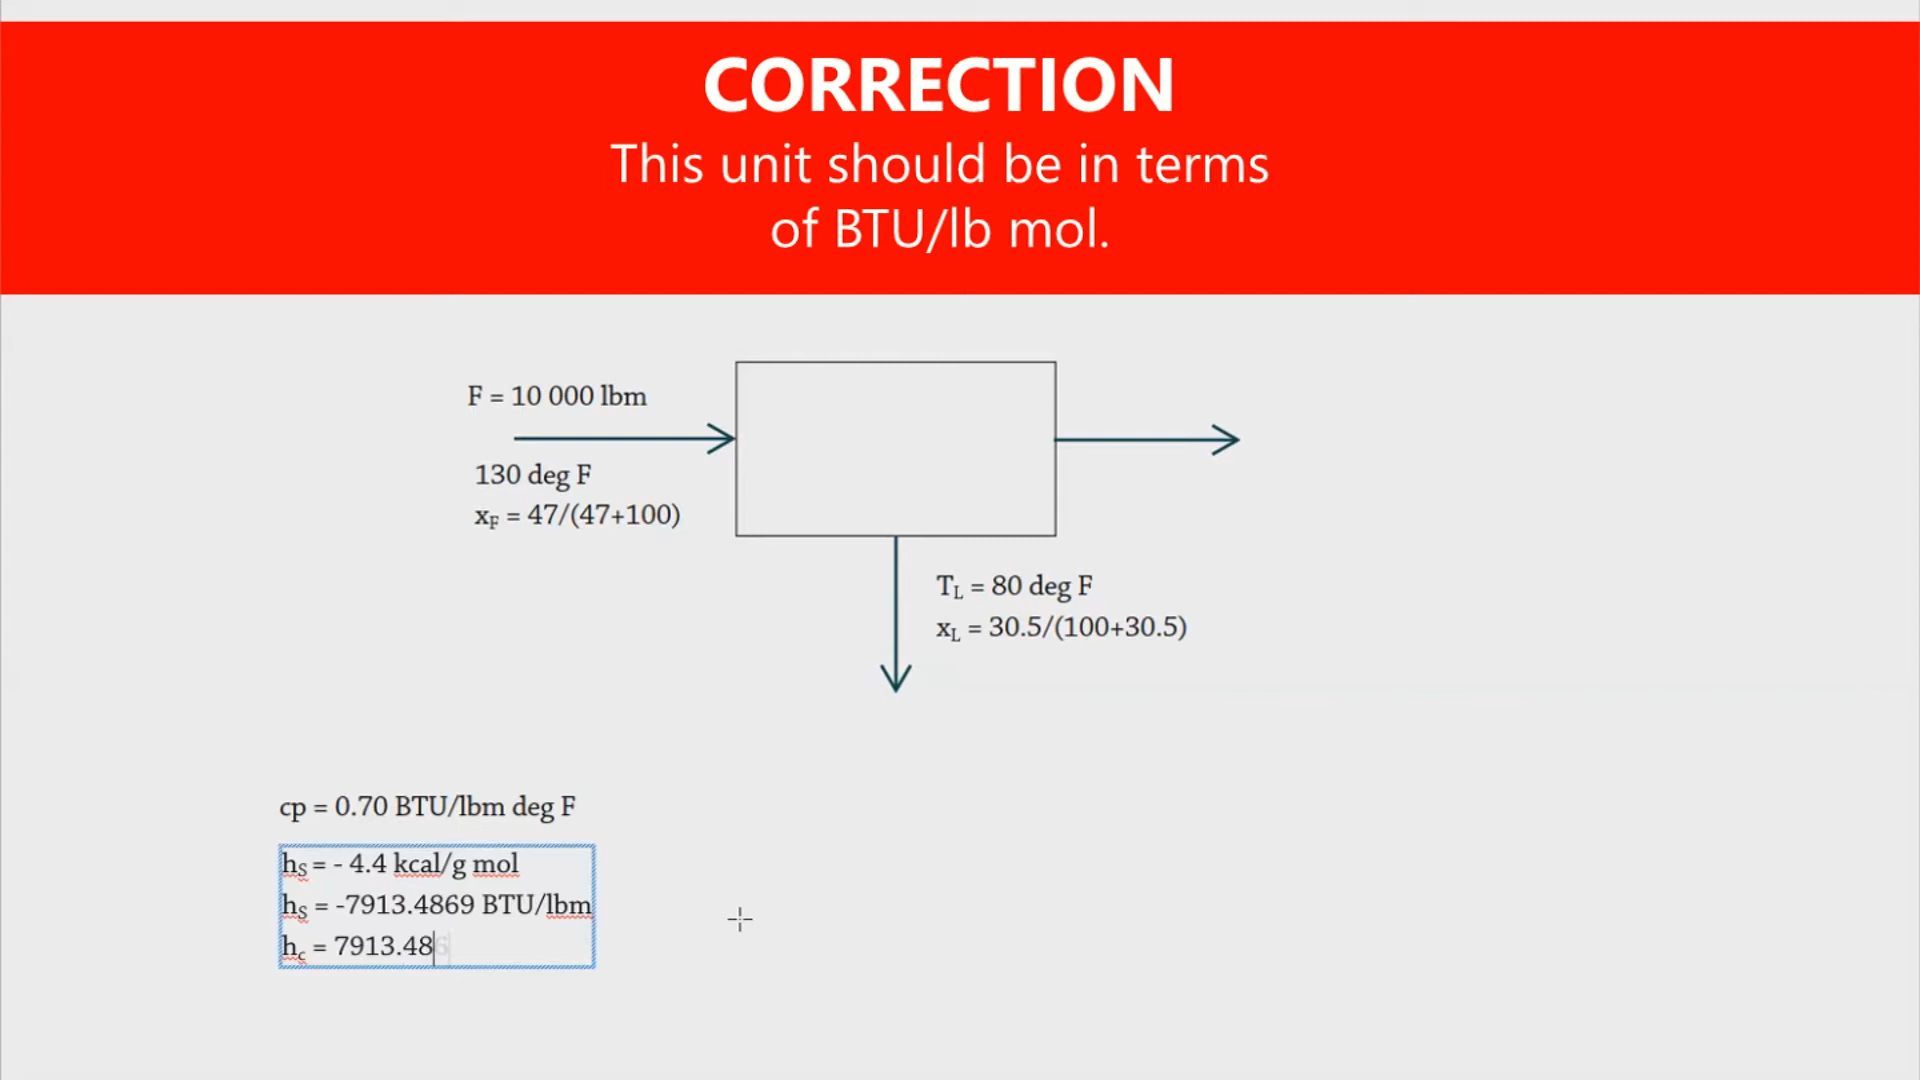 CORRECTION
This unit should be in terms
of BTU/lb mol.
F = 10 000 lbm
130 deg F
xF = 47/(47+100)
TL = 80 deg F
xL = 30.5/(100+30.5)
cp = 0.70 BTU/lbm deg F
hS = - 4.4 kcal/g mol
hS = -7913.4869 BTU/lbm
hc = 7913.486